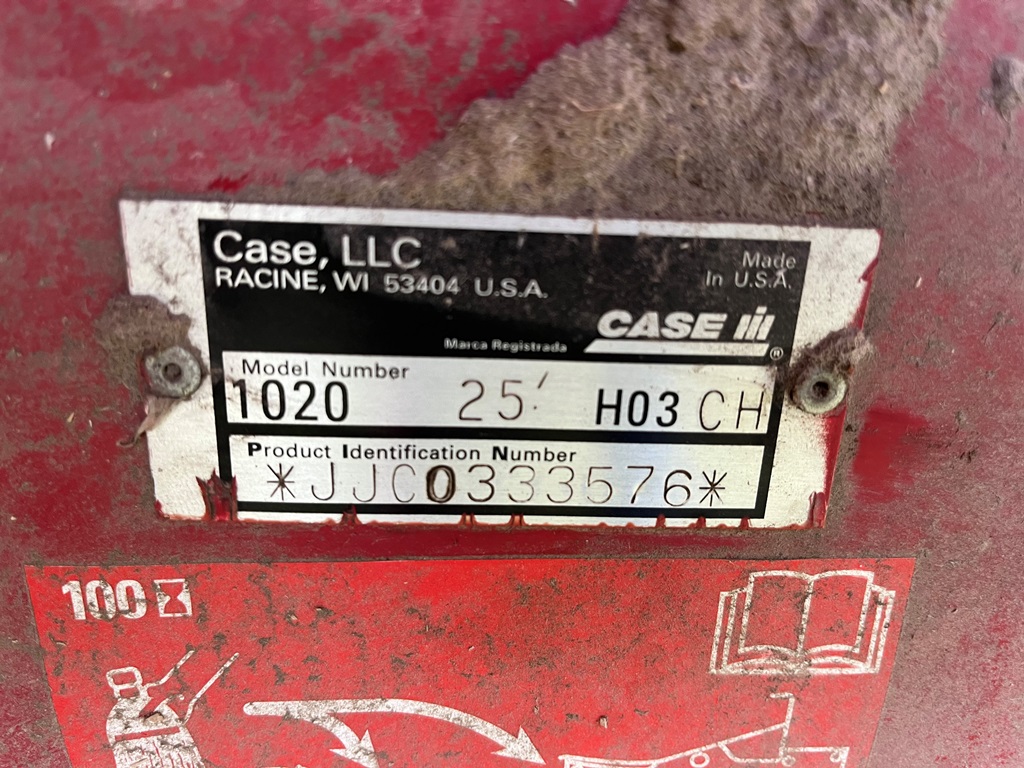 Case, LLC
RACINE, WI 53404 U.S.A.
Made
In U.S.A.
CASE IH
®
Marca Registrada
Model Number
1020 25' H03 CH
Product Identification Number
*JJC0333576*
100